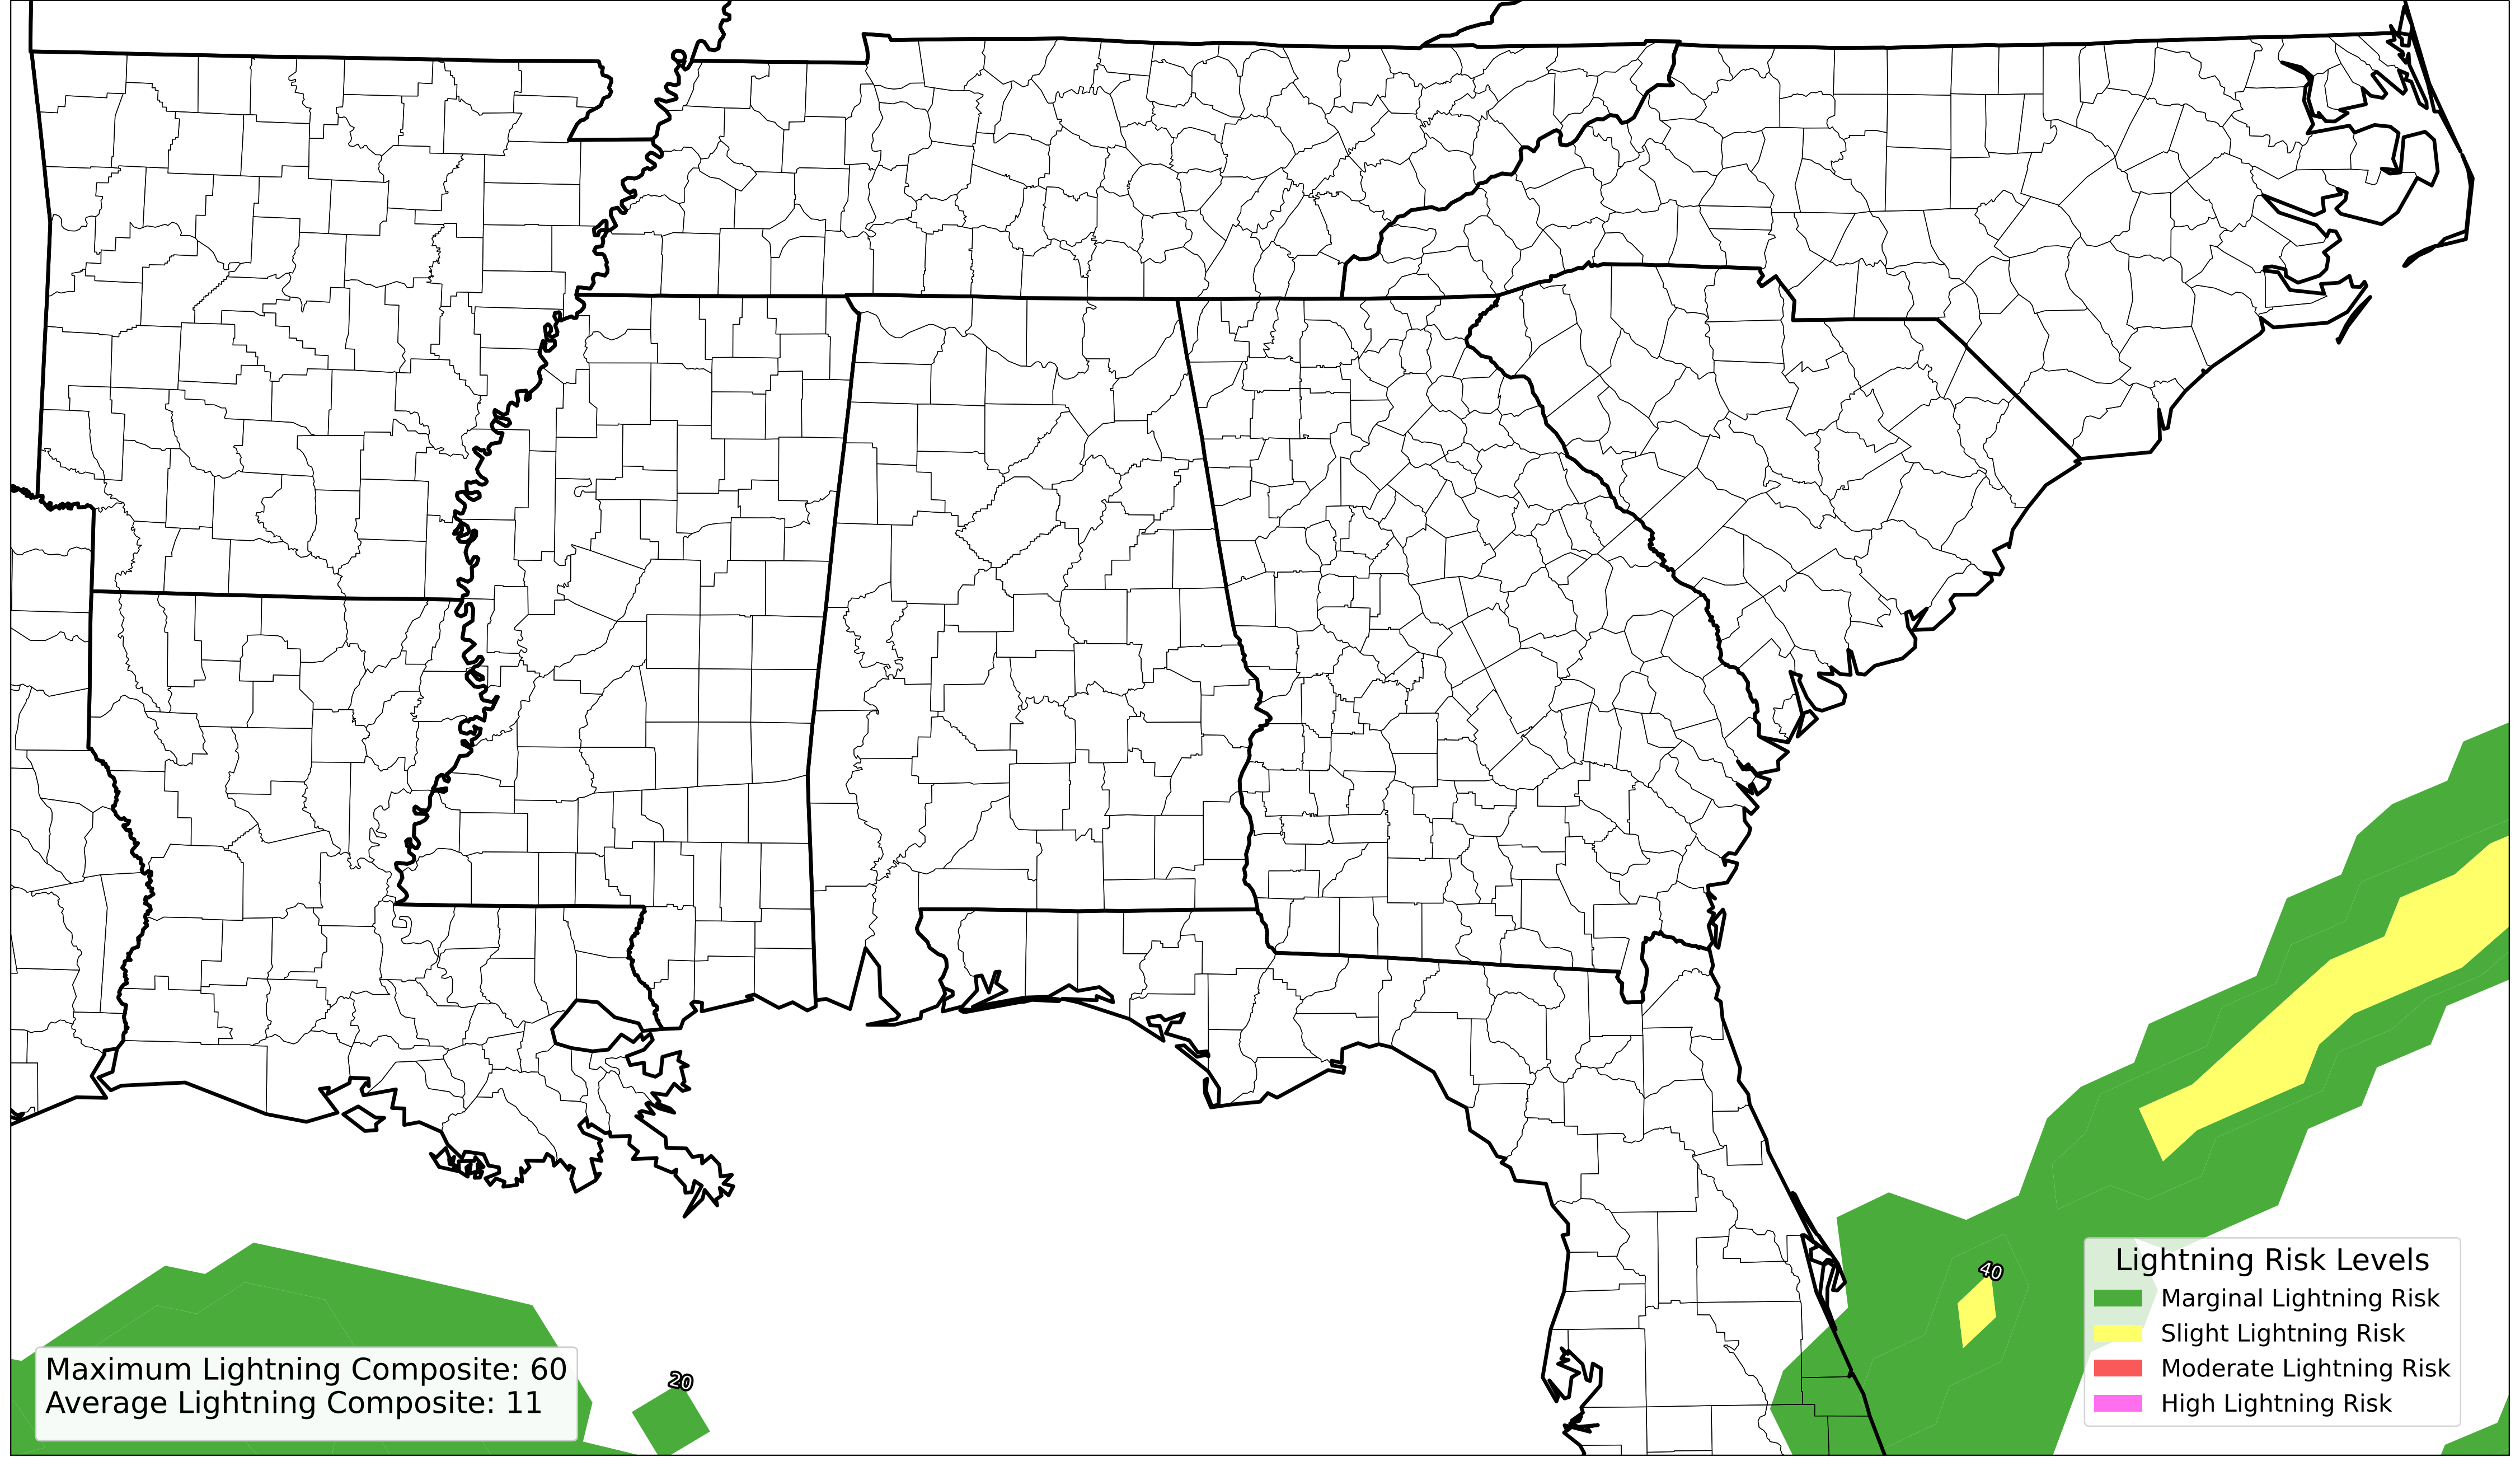 40
Lightning Risk Levels
Marginal Lightning Risk
Slight Lightning Risk
Moderate Lightning Risk
High Lightning Risk
Maximum Lightning Composite: 60
Average Lightning Composite: 11
20